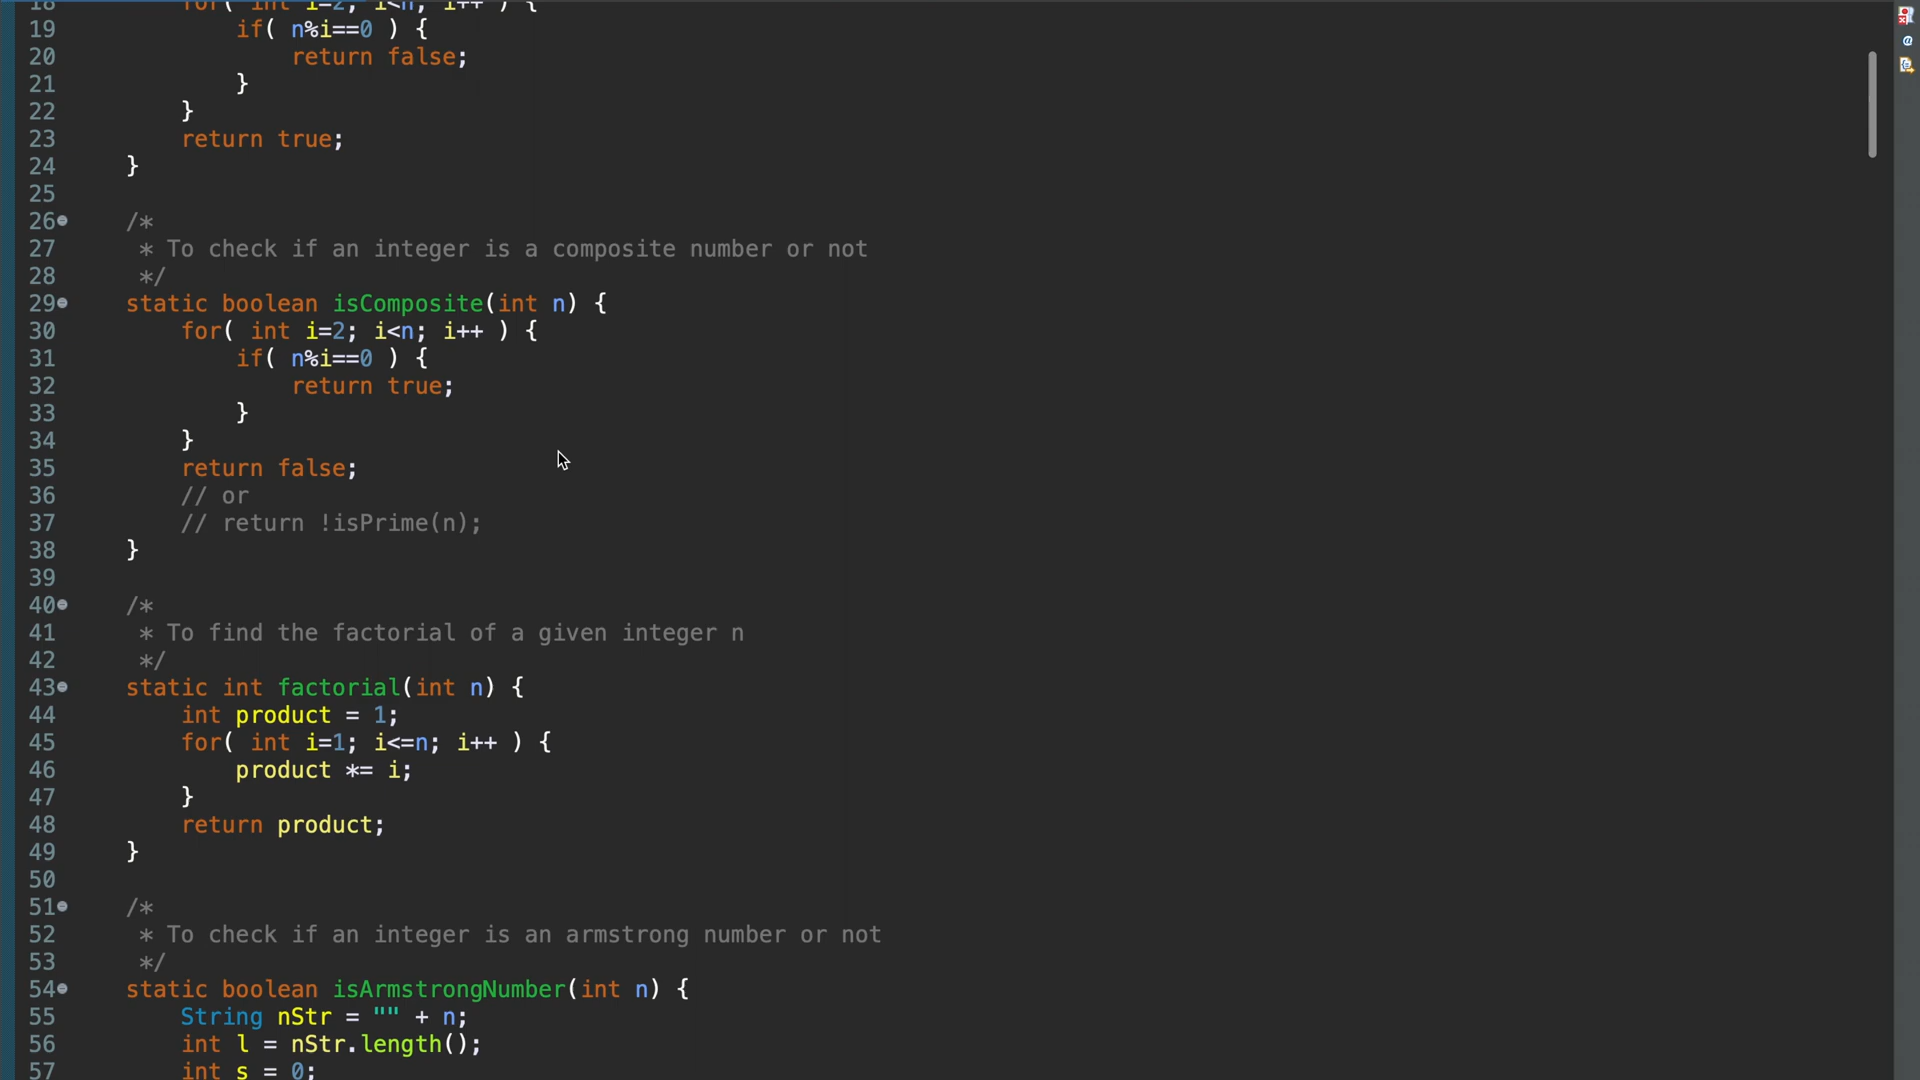 18 for( int i=2; i<n; i++ ) {
19 if( n%i==0 ) {
20 return false;
21 }
22 }
23 return true;
24 }
25
26 /*
27 * To check if an integer is a composite number or not
28 */
29 static boolean isComposite(int n) {
30 for( int i=2; i<n; i++ ) {
31 if( n%i==0 ) {
32 return true;
33 }
34 }
35 return false;
36 // or
37 // return !isPrime(n);
38 }
39
40 /*
41 * To find the factorial of a given integer n
42 */
43 static int factorial(int n) {
44 int product = 1;
45 for( int i=1; i<=n; i++ ) {
46 product *= i;
47 }
48 return product;
49 }
50
51 /*
52 * To check if an integer is an armstrong number or not
53 */
54 static boolean isArmstrongNumber(int n) {
55 String nStr = "" + n;
56 int l = nStr.length();
57 int s = 0;